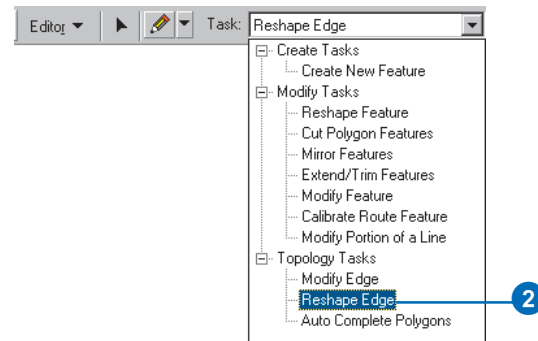 Editor Task: Reshape Edge
Create Tasks
Create New Feature
Modify Tasks
Reshape Feature
Cut Polygon Features
Mirror Features
Extend/Trim Features
Modify Feature
Calibrate Route Feature
Modify Portion of a Line
Topology Tasks
Modify Edge
Reshape Edge 2
Auto Complete Polygons